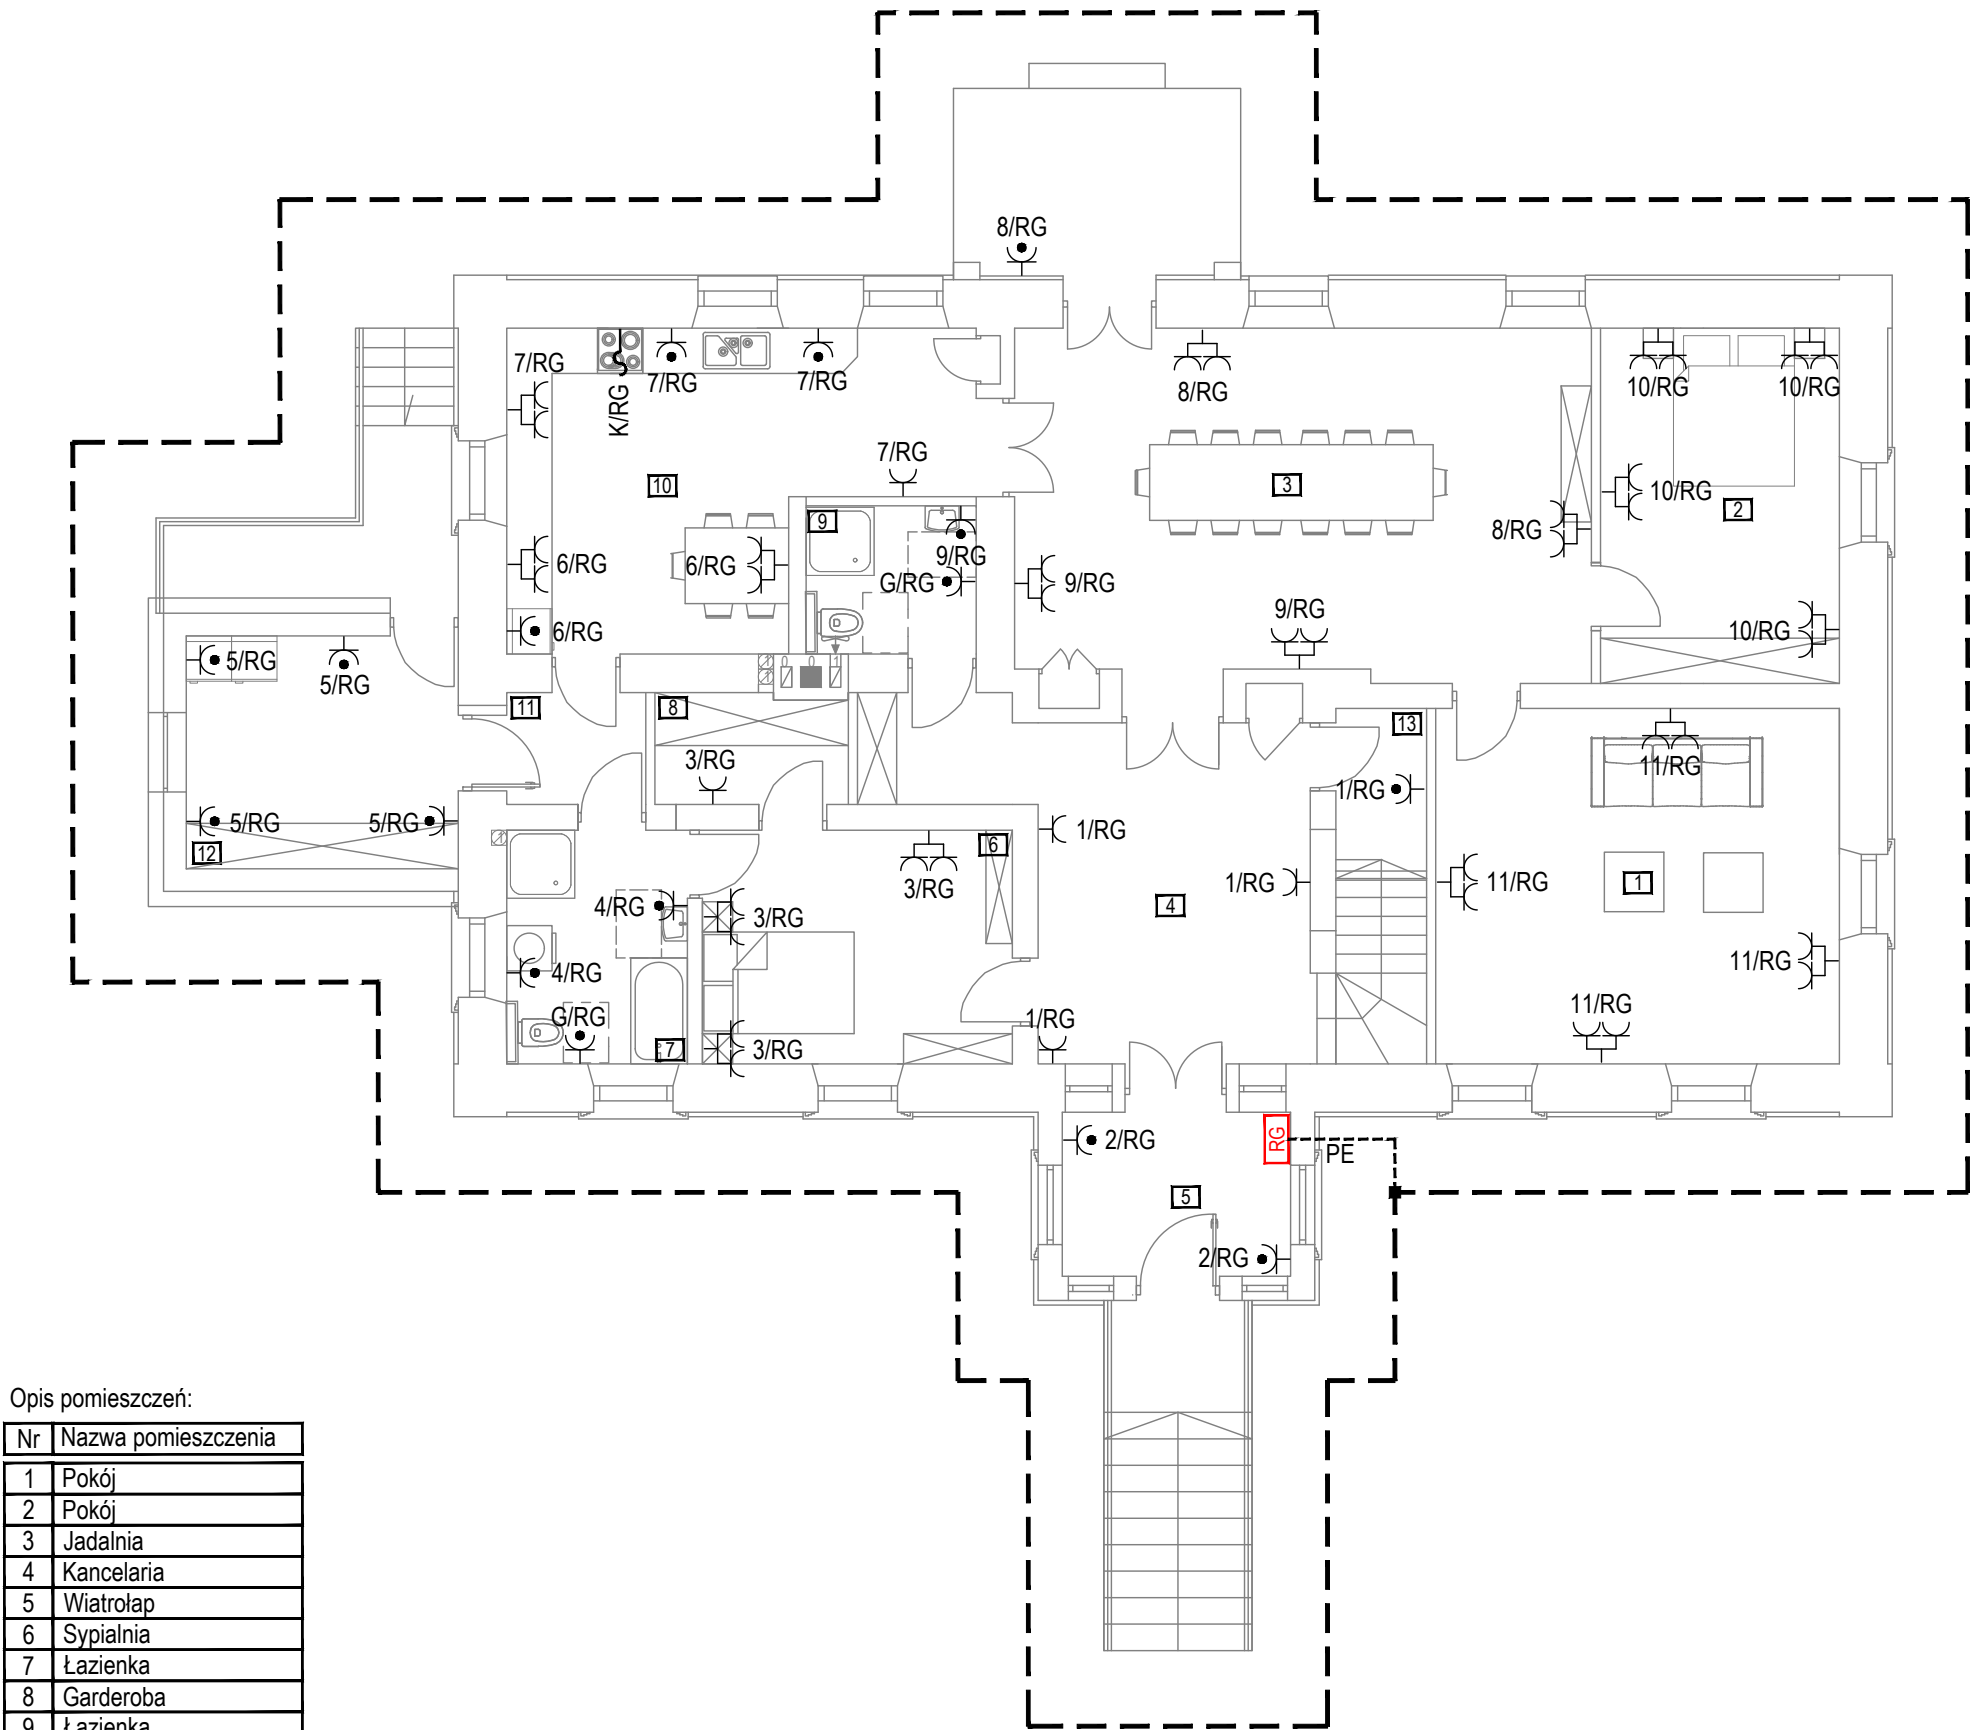 8/RG
7/RG
K/RG
7/RG
7/RG
8/RG
10/RG
10/RG
7/RG
10
3
10/RG
2
9
8/RG
6/RG
6/RG
9/RG
G/RG
9/RG
9/RG
6/RG
10/RG
5/RG
5/RG
11
8
13
3/RG
11/RG
1/RG
5/RG
5/RG
12
6
1/RG
3/RG
1/RG
11/RG
1
4/RG
3/RG
4
4/RG
11/RG
G/RG
7
3/RG
1/RG
11/RG
2/RG
RG
PE
5
2/RG
Opis pomieszczeń:
Nr Nazwa pomieszczenia
1 Pokój
2 Pokój
3 Jadalnia
4 Kancelaria
5 Wiatrołap
6 Sypialnia
7 Łazienka
8 Garderoba
9 Łazienka